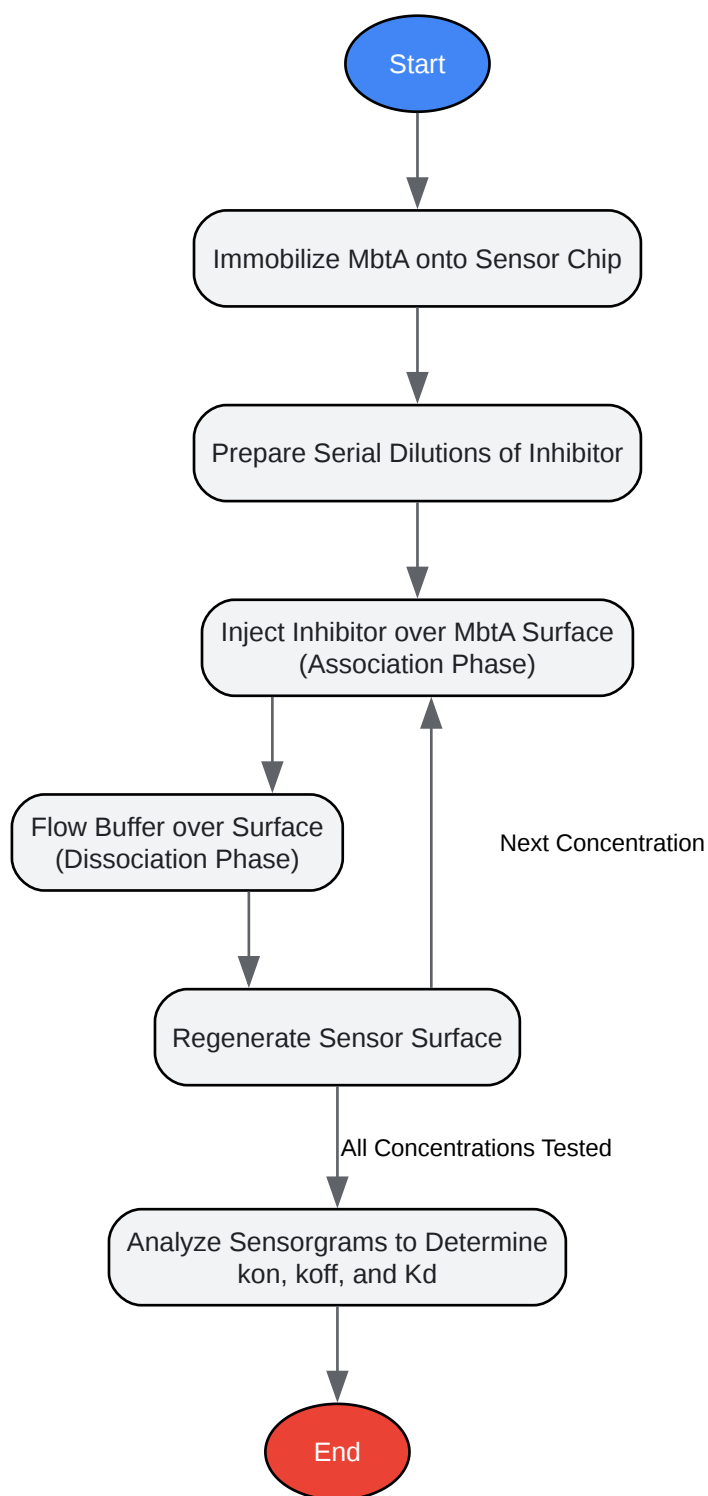 Start
Immobilize MbtA onto Sensor Chip
Prepare Serial Dilutions of Inhibitor
Inject Inhibitor over MbtA Surface
(Association Phase)
Flow Buffer over Surface
(Dissociation Phase)
Next Concentration
Regenerate Sensor Surface
All Concentrations Tested
Analyze Sensorgrams to Determine
kon, koff, and Kd
End